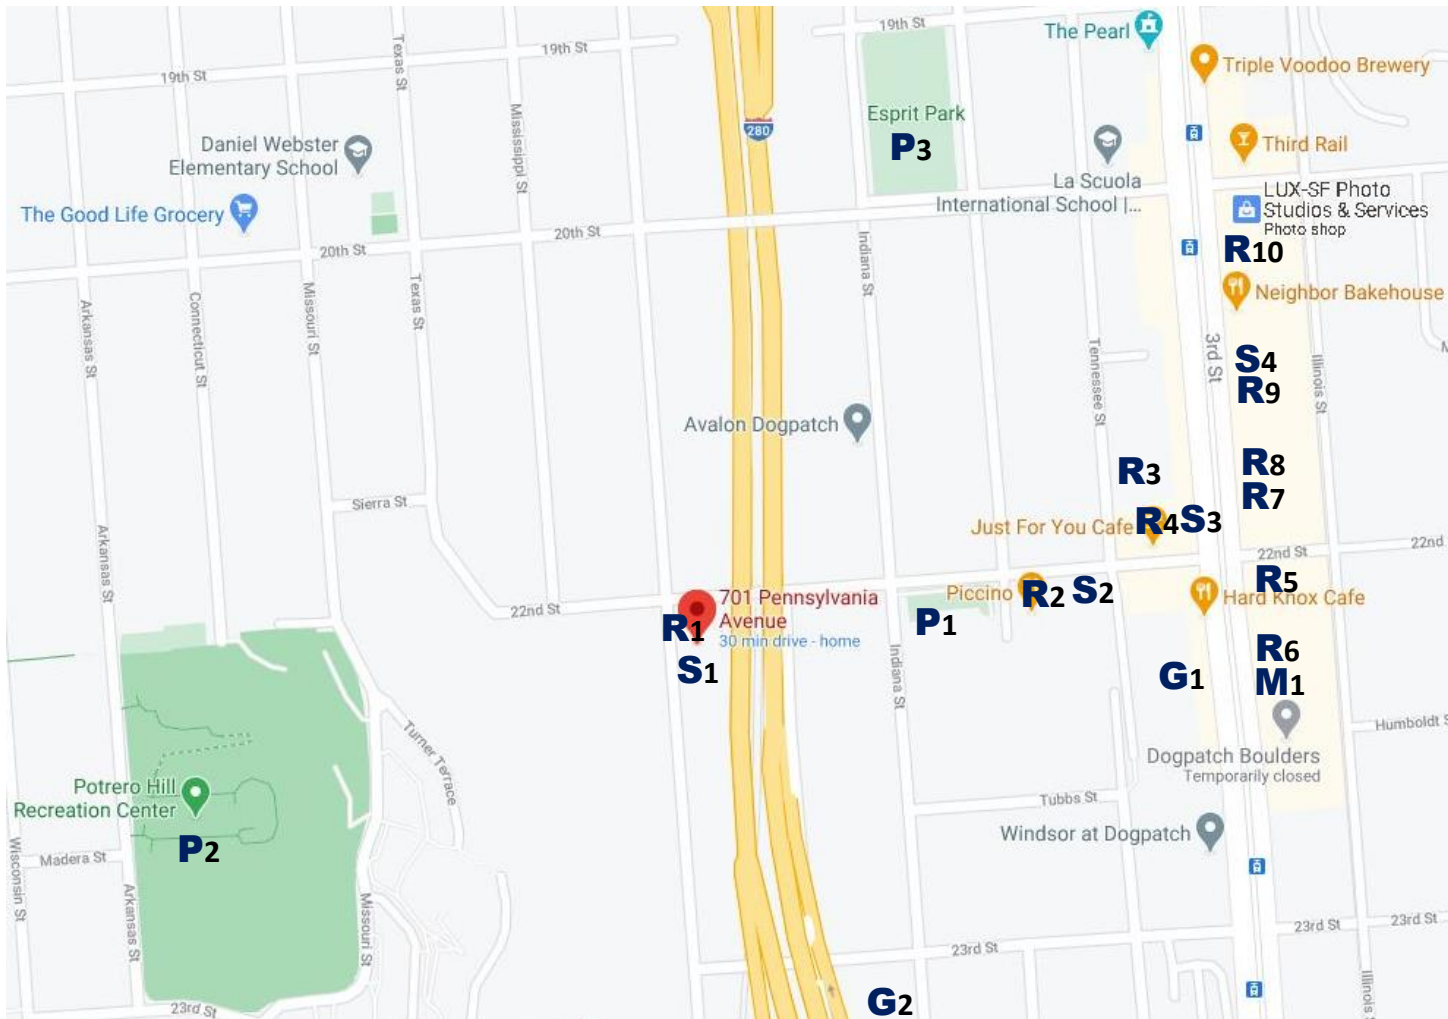 19th St
The Pearl
Texas St
19th St
Triple Voodoo Brewery
19th St
Mississippi St
Esprit Park
280
P3
Daniel Webster
Elementary School
Third Rail
La Scuola
International School |...
LUX-SF Photo
Studios & Services
Photo shop
The Good Life Grocery
20th St
20th St
R10
Indiana St
Neighbor Bakehouse
Arkansas St
Connecticut St
Missouri St
Texas St
Tennessee St
3rd St
S4
R9
Illinois St
M
Avalon Dogpatch
R3
R8
R7
Sierra St
Just For You Cafe
R4
S3
22nd St
22nd
Arkansas St
22nd St
701 Pennsylvania
Avenue
30 min drive - home
R1
S1
Piccino
R2
S2
P1
R5
Hard Knox Cafe
Indiana St
G1
R6
M1
Humboldt S
Turner Terrace
Dogpatch Boulders
Temporarily closed
Potrero Hill
Recreation Center
Tubbs St
Windsor at Dogpatch
P2
Madera St
Wisconsin St
Arkansas St
Missouri St
23rd St
23rd St
23rd St
Illinois St
G2
23rd St